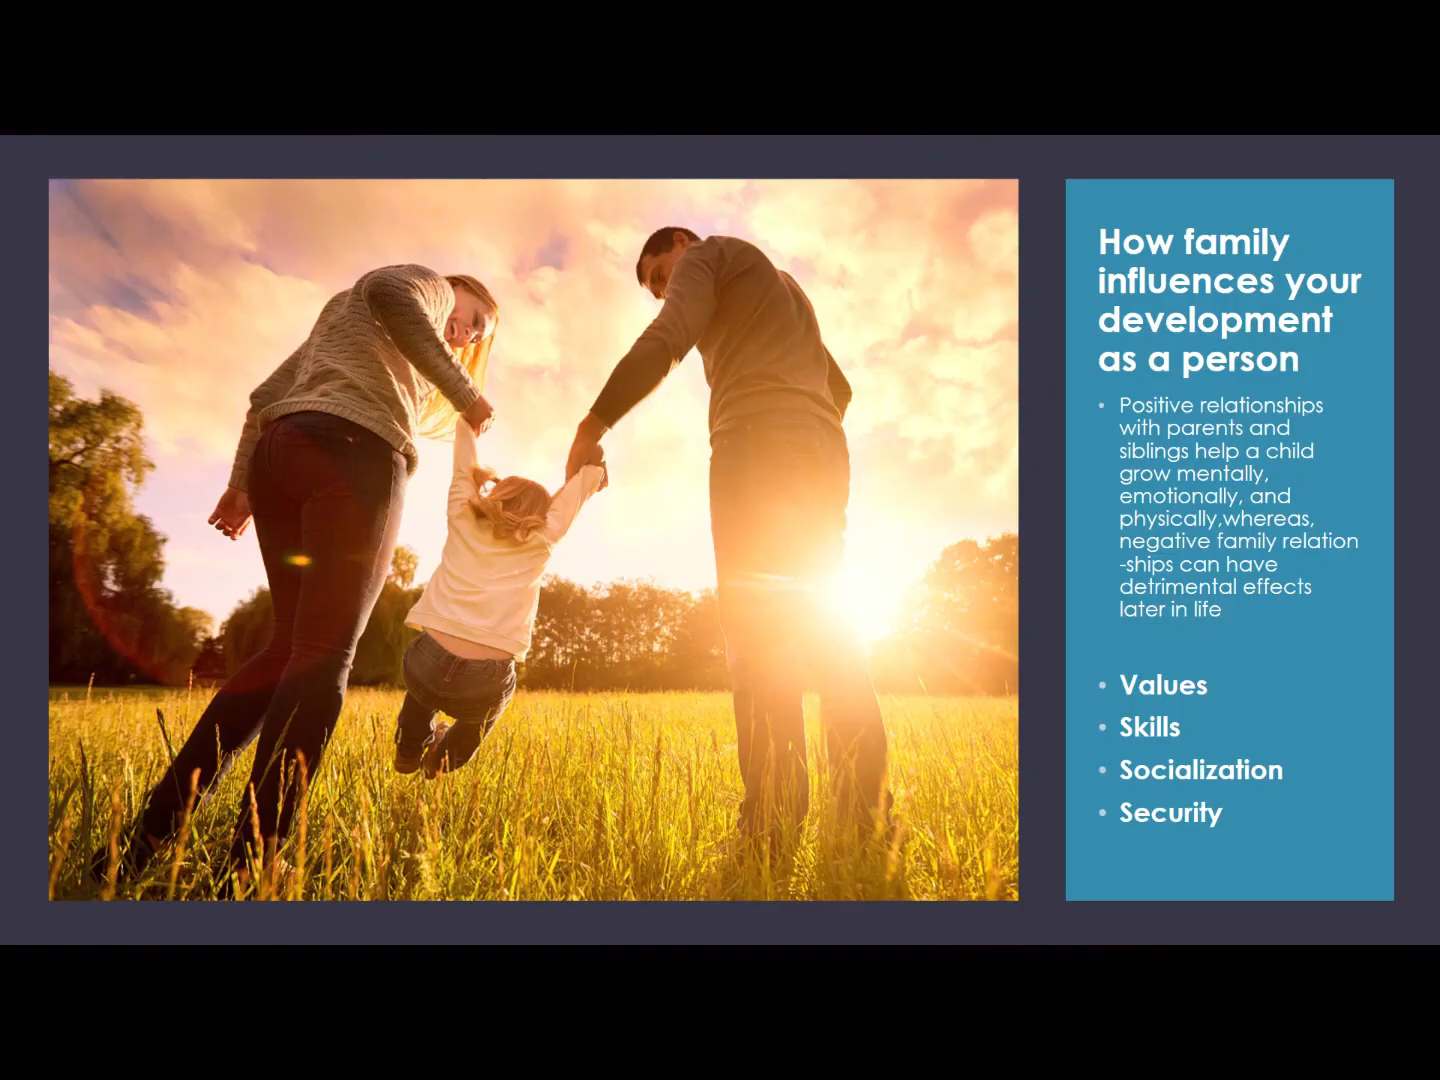 How family
influences your
development
as a person
• Positive relationships
with parents and
siblings help a child
grow mentally,
emotionally, and
physically,whereas,
negative family relation
-ships can have
detrimental effects
later in life
• Values
• Skills
• Socialization
• Security